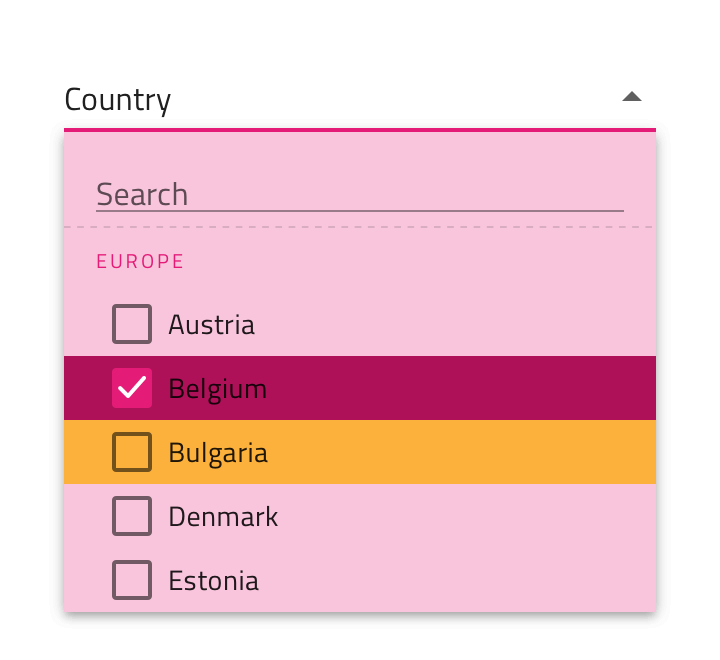 Country
Search
EUROPE
Austria
Belgium
Bulgaria
Denmark
Estonia